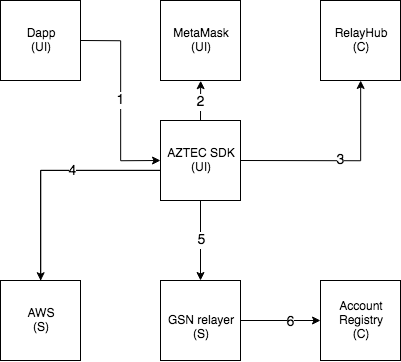 Dapp
(UI)
MetaMask
(UI)
RelayHub
(C)
1
2
AZTEC SDK
(UI)
3
4
5
AWS
(S)
GSN relayer
(S)
6
Account
Registry
(C)